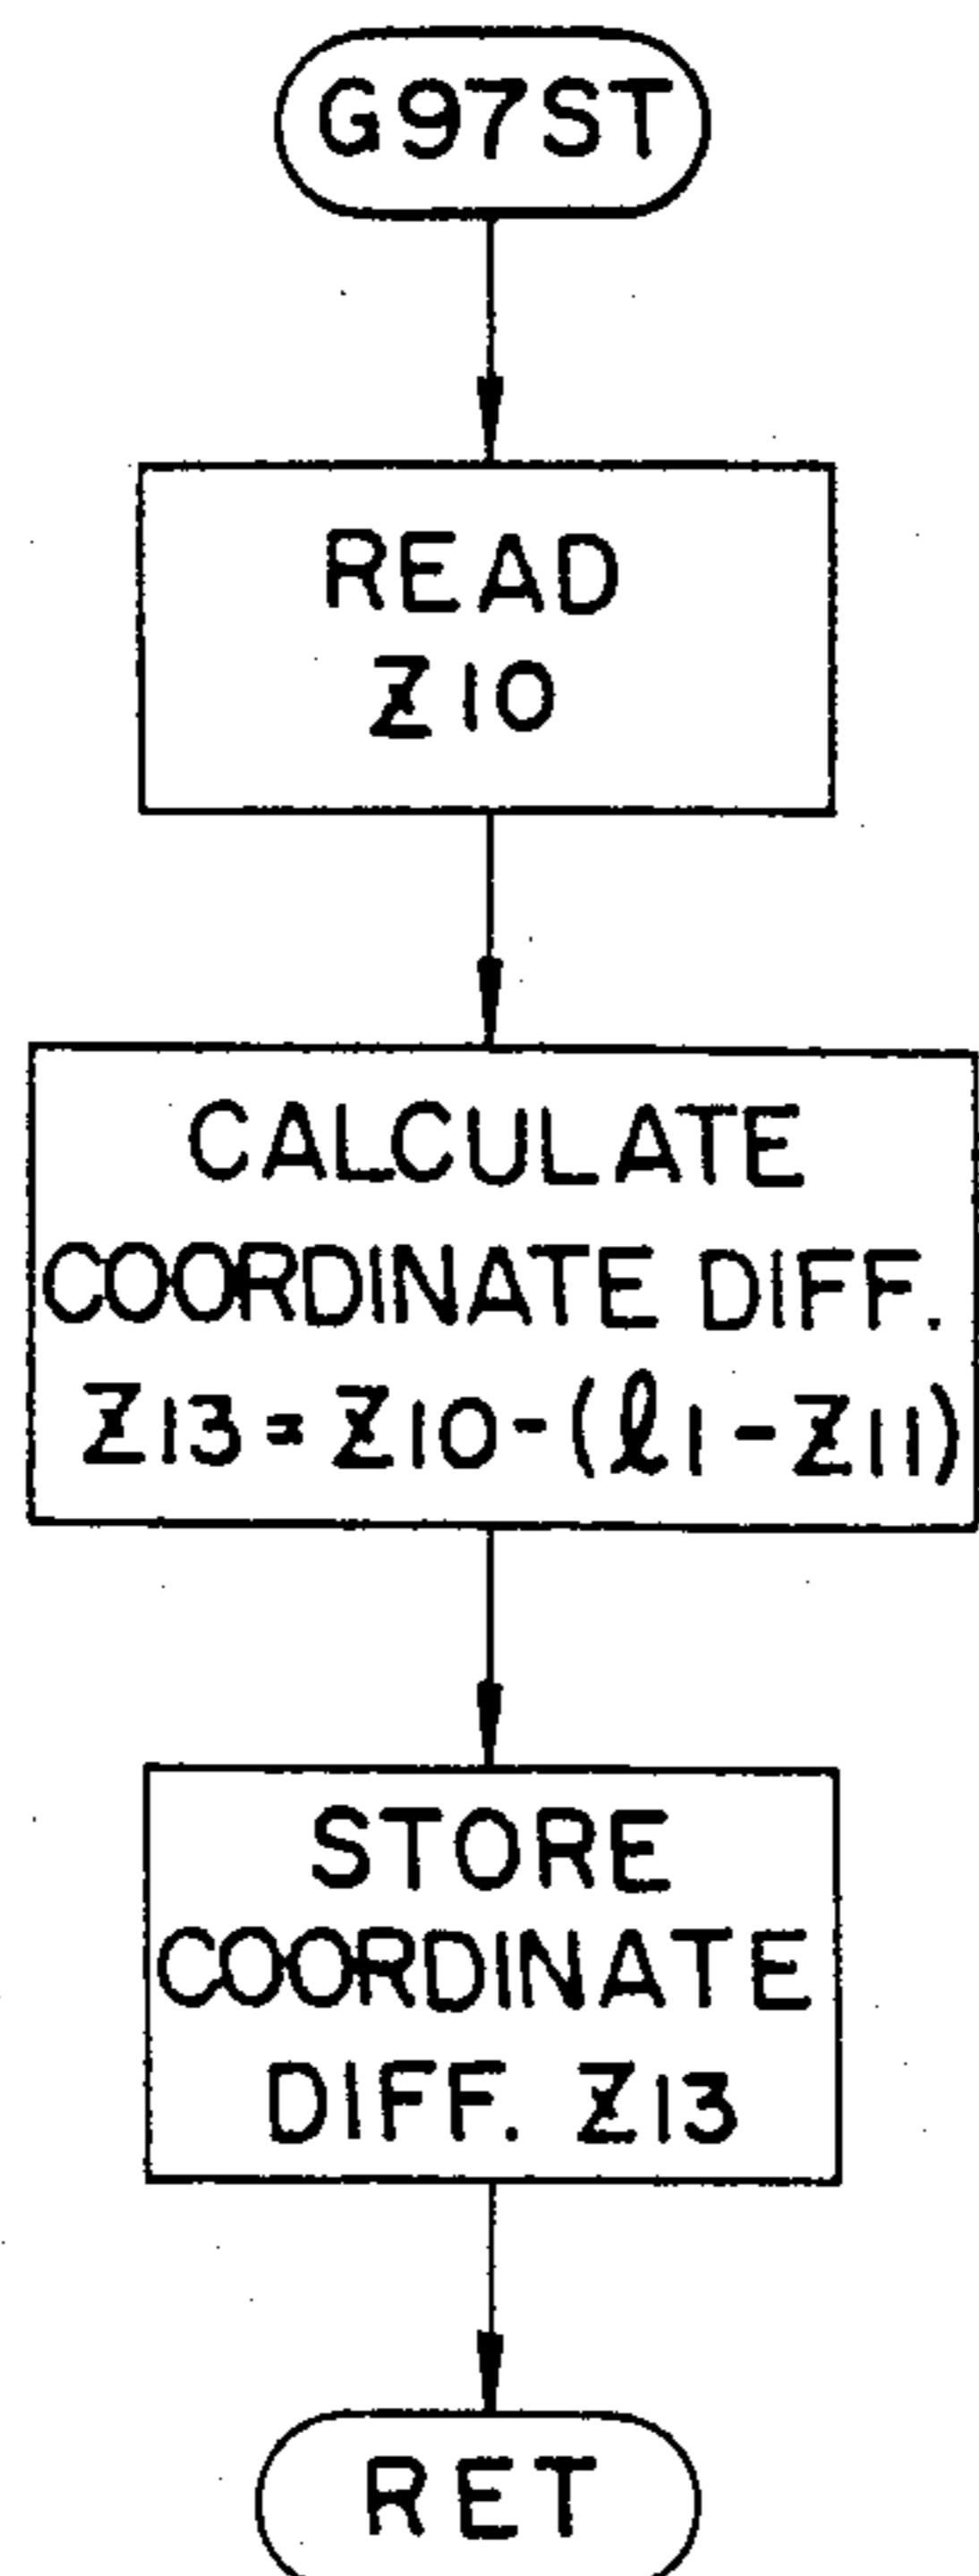 G97ST
READ
Z10
CALCULATE
COORDINATE DIFF.
Z13=Z10-(ℓ1-Z11)
STORE
COORDINATE
DIFF. Z13
RET